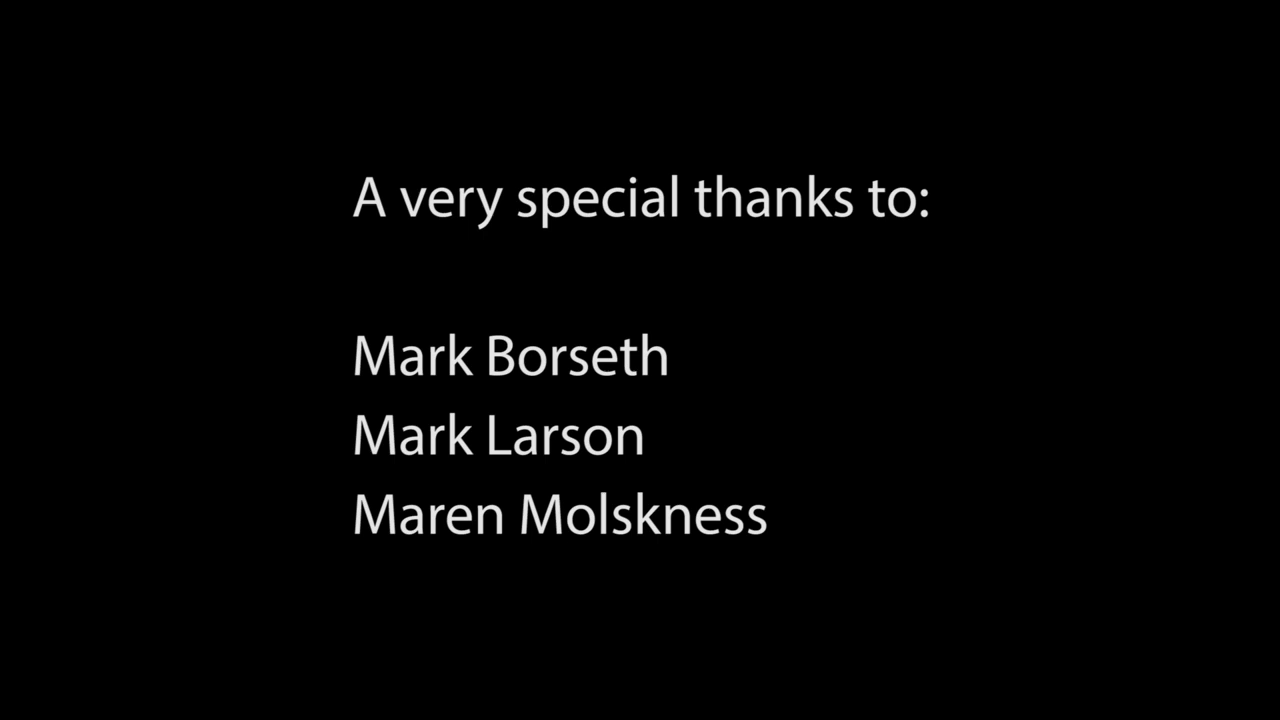 A very special thanks to:
Mark Borseth
Mark Larson
Maren Molskness